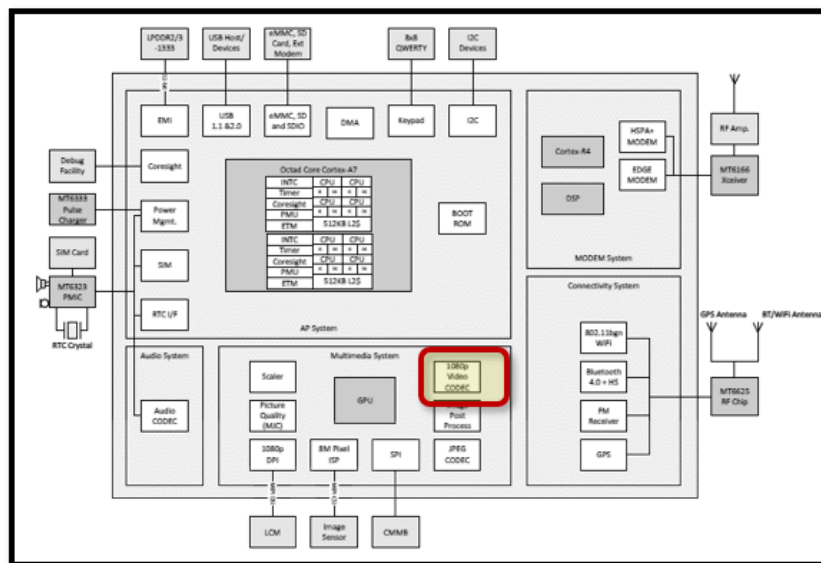 LPDDR2/3
-1333
USB Host/
Devices
eMMC, SD
Card, Ext
Modem
8x8
QWERTY
I2C
Devices
EMI
USB
1.1 &2.0
eMMC, SD
and SDIO
DMA
Keypad
I2C
Debug
Facility
Coresight
MT6333
Pulse
Charger
Power
Mgmt.
SIM Card
SIM
MT6323
PMIC
RTC I/F
RTC Crystal
Octad Core Cortex-A7
INTC CPU CPU
Timer
Coresight CPU CPU
PMU
ETM 512KB L2$
INTC CPU CPU
Timer
Coresight CPU CPU
PMU
ETM 512KB L2$
BOOT
ROM
AP System
Cortex-R4
DSP
HSPA+
MODEM
EDGE
MODEM
MODEM System
RF Amp.
MT6166
Xceiver
Audio System
Audio
CODEC
Multimedia System
Scaler
GPU
1080p
Video
CODEC
Picture
Quality
(MJC)
Post
Process
1080p
DPI
8M Pixel
ISP
SPI
JPEG
CODEC
LCM
Image
Sensor
CMMB
Connectivity System
802.11bgn
WiFi
Bluetooth
4.0 + HS
FM
Receiver
GPS
GPS Antenna
BT/WiFi Antenna
MT6625
RF Chip